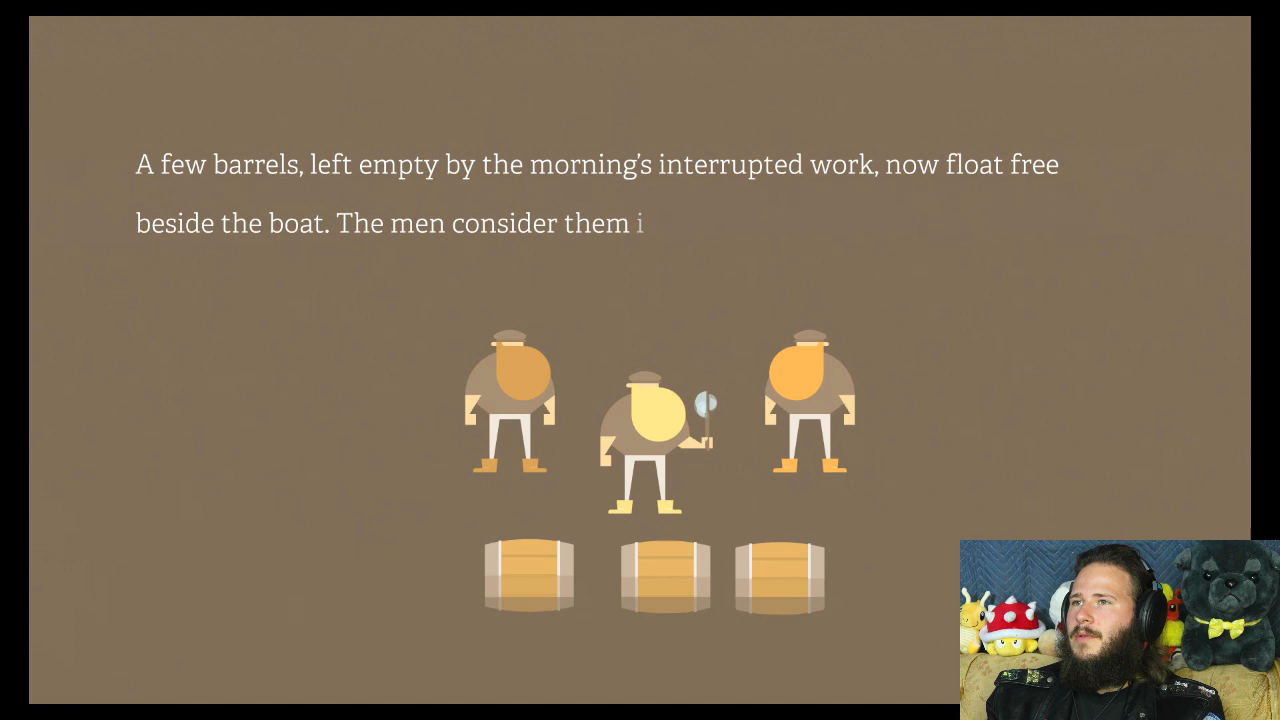 A few barrels, left empty by the morning’s interrupted work, now float free
beside the boat. The men consider them i